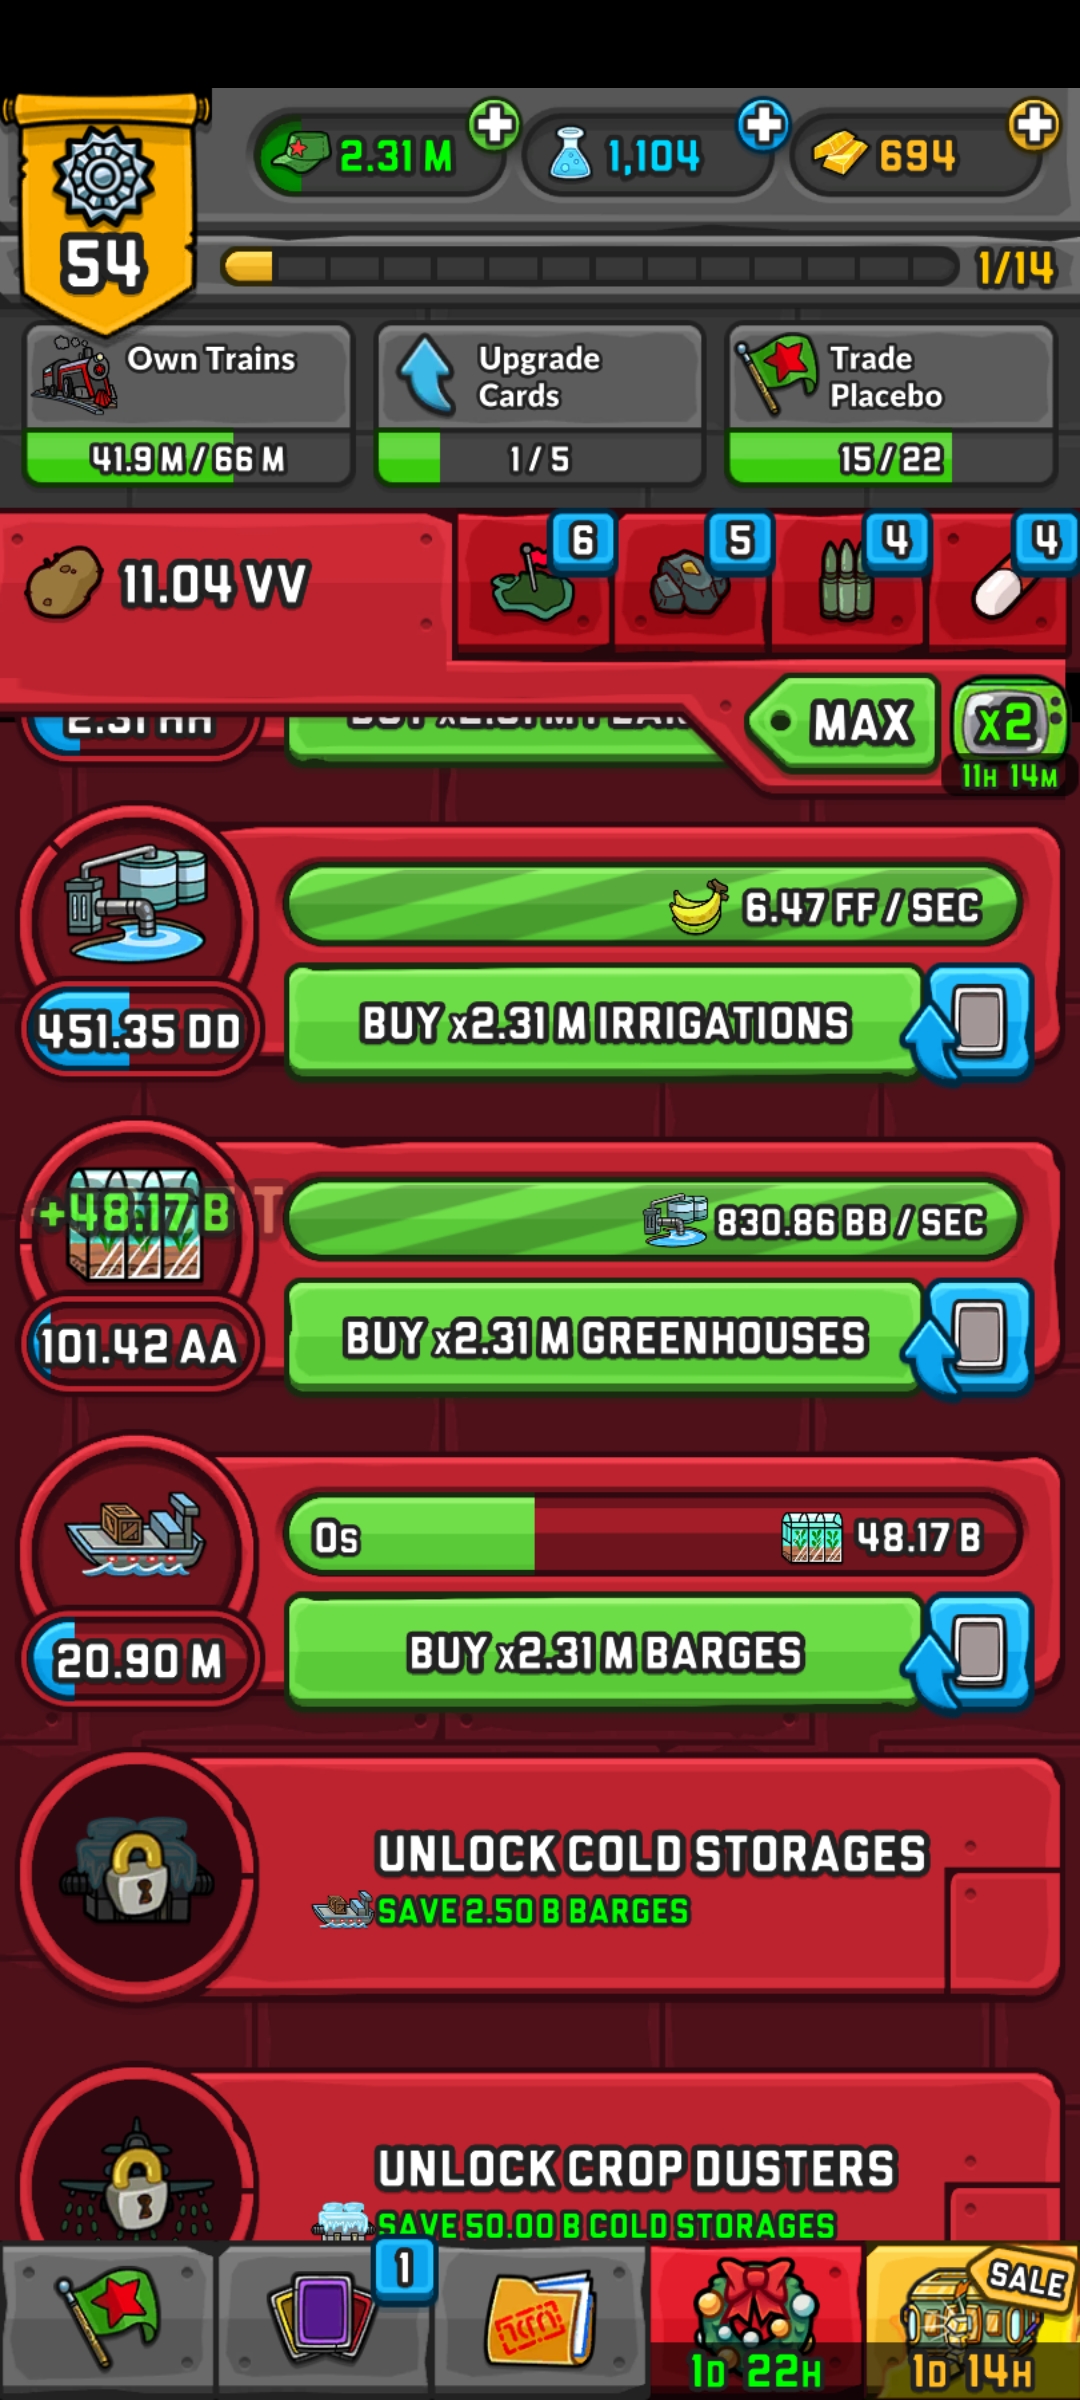 54
2.31 M
1,104
694
1/14
Own Trains
41.9 M / 66 M
Upgrade
Cards
1 / 5
Trade
Placebo
15 / 22
11.04 VV
6
5
4
4
MAX
x2
11H 14M
2.31 HH
6.47 FF / SEC
451.35 DD
BUY x2.31 M IRRIGATIONS
+48.17 B
830.86 BB / SEC
101.42 AA
BUY x2.31 M GREENHOUSES
0s
48.17 B
20.90 M
BUY x2.31 M BARGES
UNLOCK COLD STORAGES
SAVE 2.50 B BARGES
UNLOCK CROP DUSTERS
SAVE 50.00 B COLD STORAGES
1
SALE
1D 22H
1D 14H